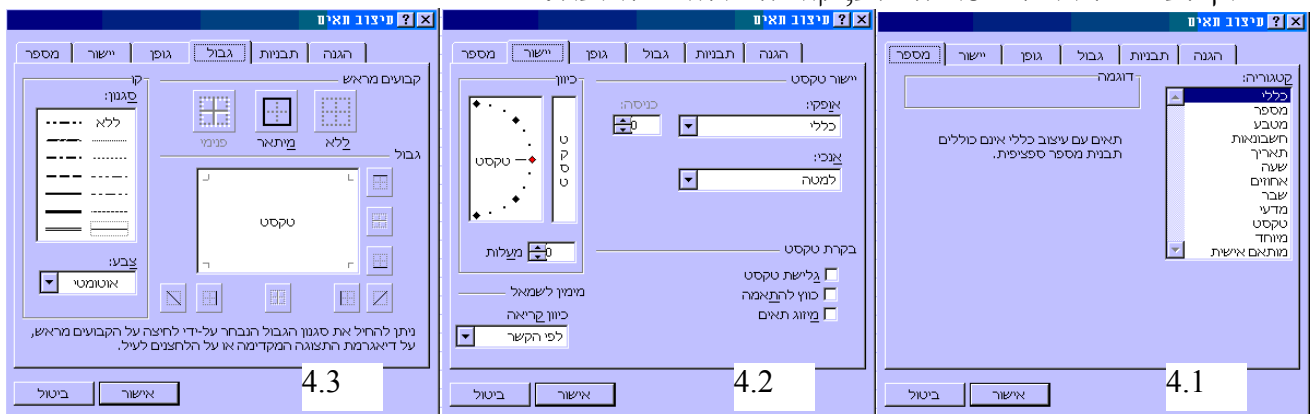 עיצוב תאים
הגנה תבניות גבול גופן יישור מספר
קטגוריה:
כללי
מספר
מטבע
חשבונאות
תאריך
שעה
אחוזים
שבר
מדעי
טקסט
מיוחד
מותאם אישית
דוגמה
תאים עם עיצוב כללי אינם כוללים
תבנית מספר ספציפית.
4.1
אישור ביטול
עיצוב תאים
הגנה תבניות גבול גופן יישור מספר
יישור טקסט
אופקי:
כללי
כניסה:
0
אנכי:
למטה
בקרת טקסט
גלישת טקסט
כווץ להתאמה
מיזוג תאים
כיוון
ט
ק
ס
ט
טקסט
0 מעלות
מימין לשמאל
כיוון קריאה
לפי הקשר
4.2
אישור ביטול
עיצוב תאים
הגנה תבניות גבול גופן יישור מספר
קבועים מראש
ללא מיתאר פנימי
גבול
טקסט
קו
סגנון:
ללא
צבע:
אוטומטי
ניתן להחיל את סגנון הגבול הנבחר על-ידי לחיצה על הקבועים מראש,
על דיאגרמת התצוגה המקדימה או על הלחצנים לעיל.
4.3
אישור ביטול